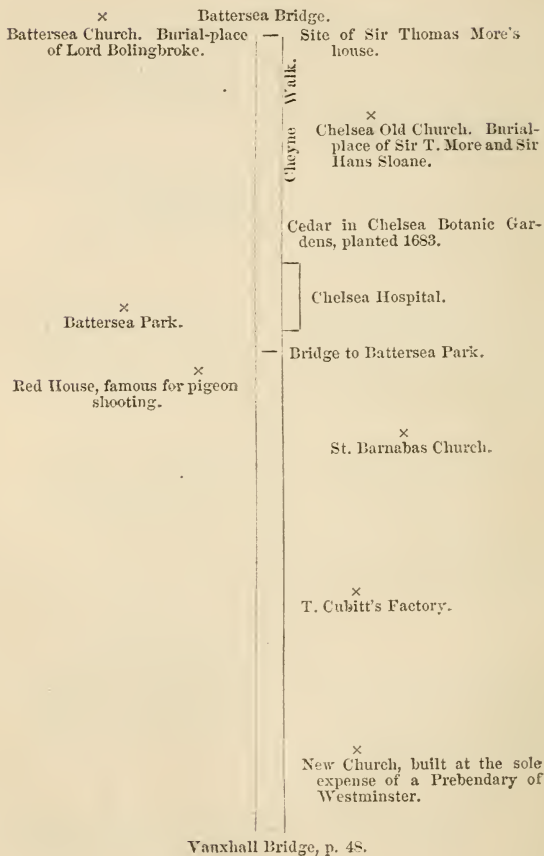 Battersea Bridge.
Battersea Church. Burial-place
of Lord Bolingbroke.
Site of Sir Thomas More's
house.
Cheyne Walk.
Chelsea Old Church. Burial-
place of Sir T. More and Sir
Hans Sloane.
Cedar in Chelsea Botanic Gar-
dens, planted 1683.
Chelsea Hospital.
Battersea Park.
Bridge to Battersea Park.
Red House, famous for pigeon
shooting.
St. Barnabas Church.
T. Cubitt's Factory.
New Church, built at the sole
expense of a Prebendary of
Westminster.
Vauxhall Bridge, p. 48.